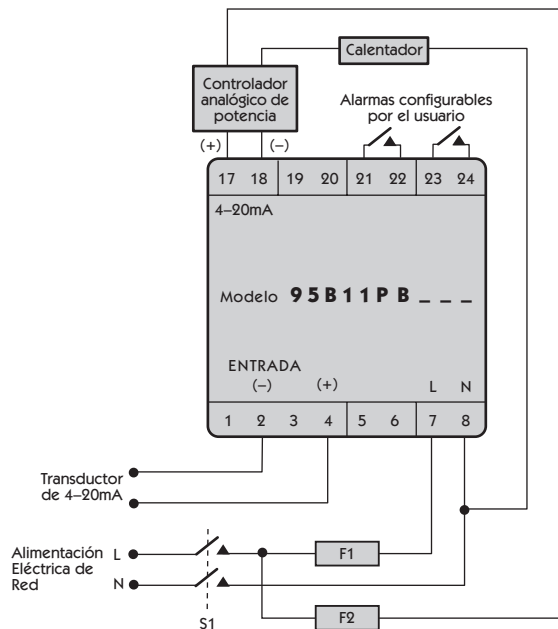 Calentador
Controlador
analógico de
potencia
Alarmas configurables
por el usuario
(+) (–)
17 18 19 20 21 22 23 24
4–20mA
Modelo 95B11PB_ _ _
ENTRADA
(–) (+) L N
1 2 3 4 5 6 7 8
Transductor
de 4–20mA
Alimentación
Eléctrica de
Red
L
N
F1
F2
S1